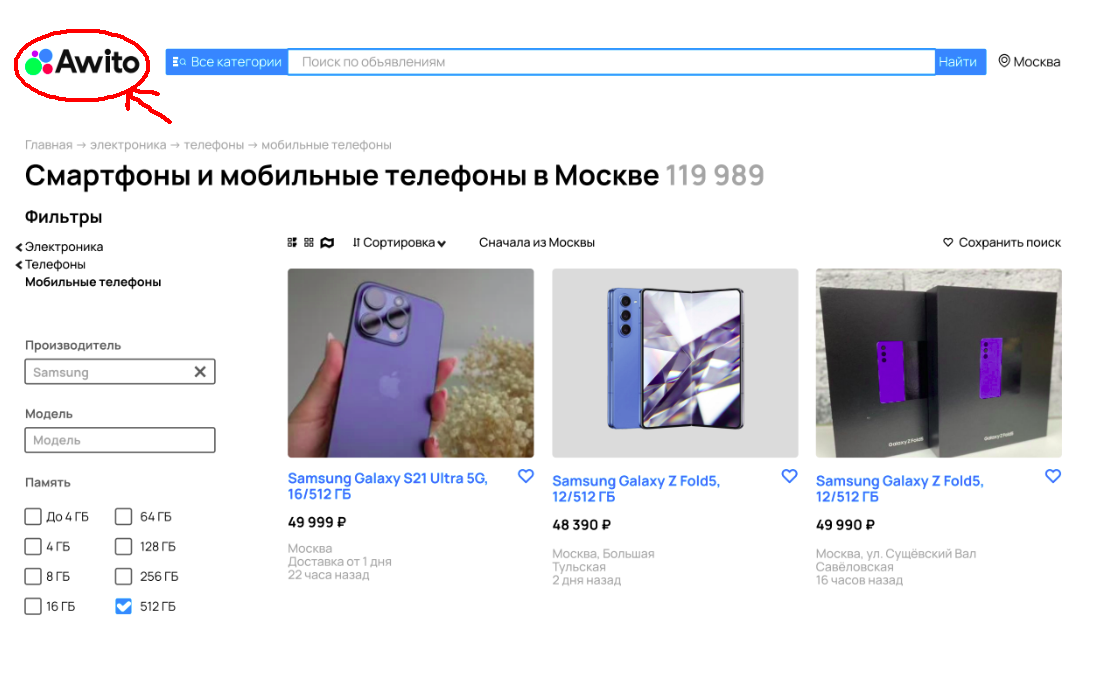 Awito
Все категории
Поиск по объявлениям
Найти
Москва
Главная → электроника → телефоны → мобильные телефоны
Смартфоны и мобильные телефоны в Москве 119 989
Фильтры
Электроника
Телефоны
Мобильные телефоны
Производитель
Samsung
Модель
Модель
Память
До 4 ГБ
64 ГБ
4 ГБ
128 ГБ
8 ГБ
256 ГБ
16 ГБ
512 ГБ
Сортировка
Сначала из Москвы
Сохранить поиск
Samsung Galaxy S21 Ultra 5G,
16/512 ГБ
49 999 ₽
Москва
Доставка от 1 дня
22 часа назад
Samsung Galaxy Z Fold5,
12/512 ГБ
48 390 ₽
Москва, Большая
Тульская
2 дня назад
Galaxy Z Fold5
Galaxy Z Fold5
Samsung Galaxy Z Fold5,
12/512 ГБ
49 990 ₽
Москва, ул. Сущёвский Вал
Савёловская
16 часов назад